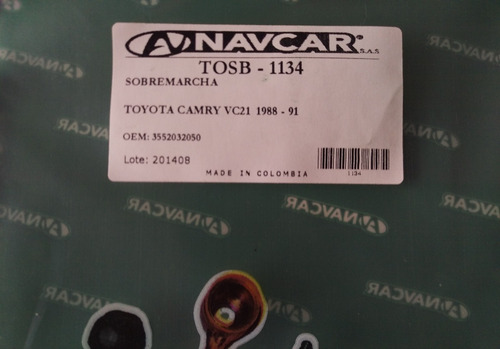 NAVCAR S.A.S
TOSB - 1134
SOBREMARCHA
TOYOTA CAMRY VC21 1988 - 91
OEM: 3552032050
Lote: 201408
MADE IN COLOMBIA
1134
NAVCAR
NAVCAR
NAVCAR
NAVCAR
NAVCAR
NAVCAR
NAVCAR